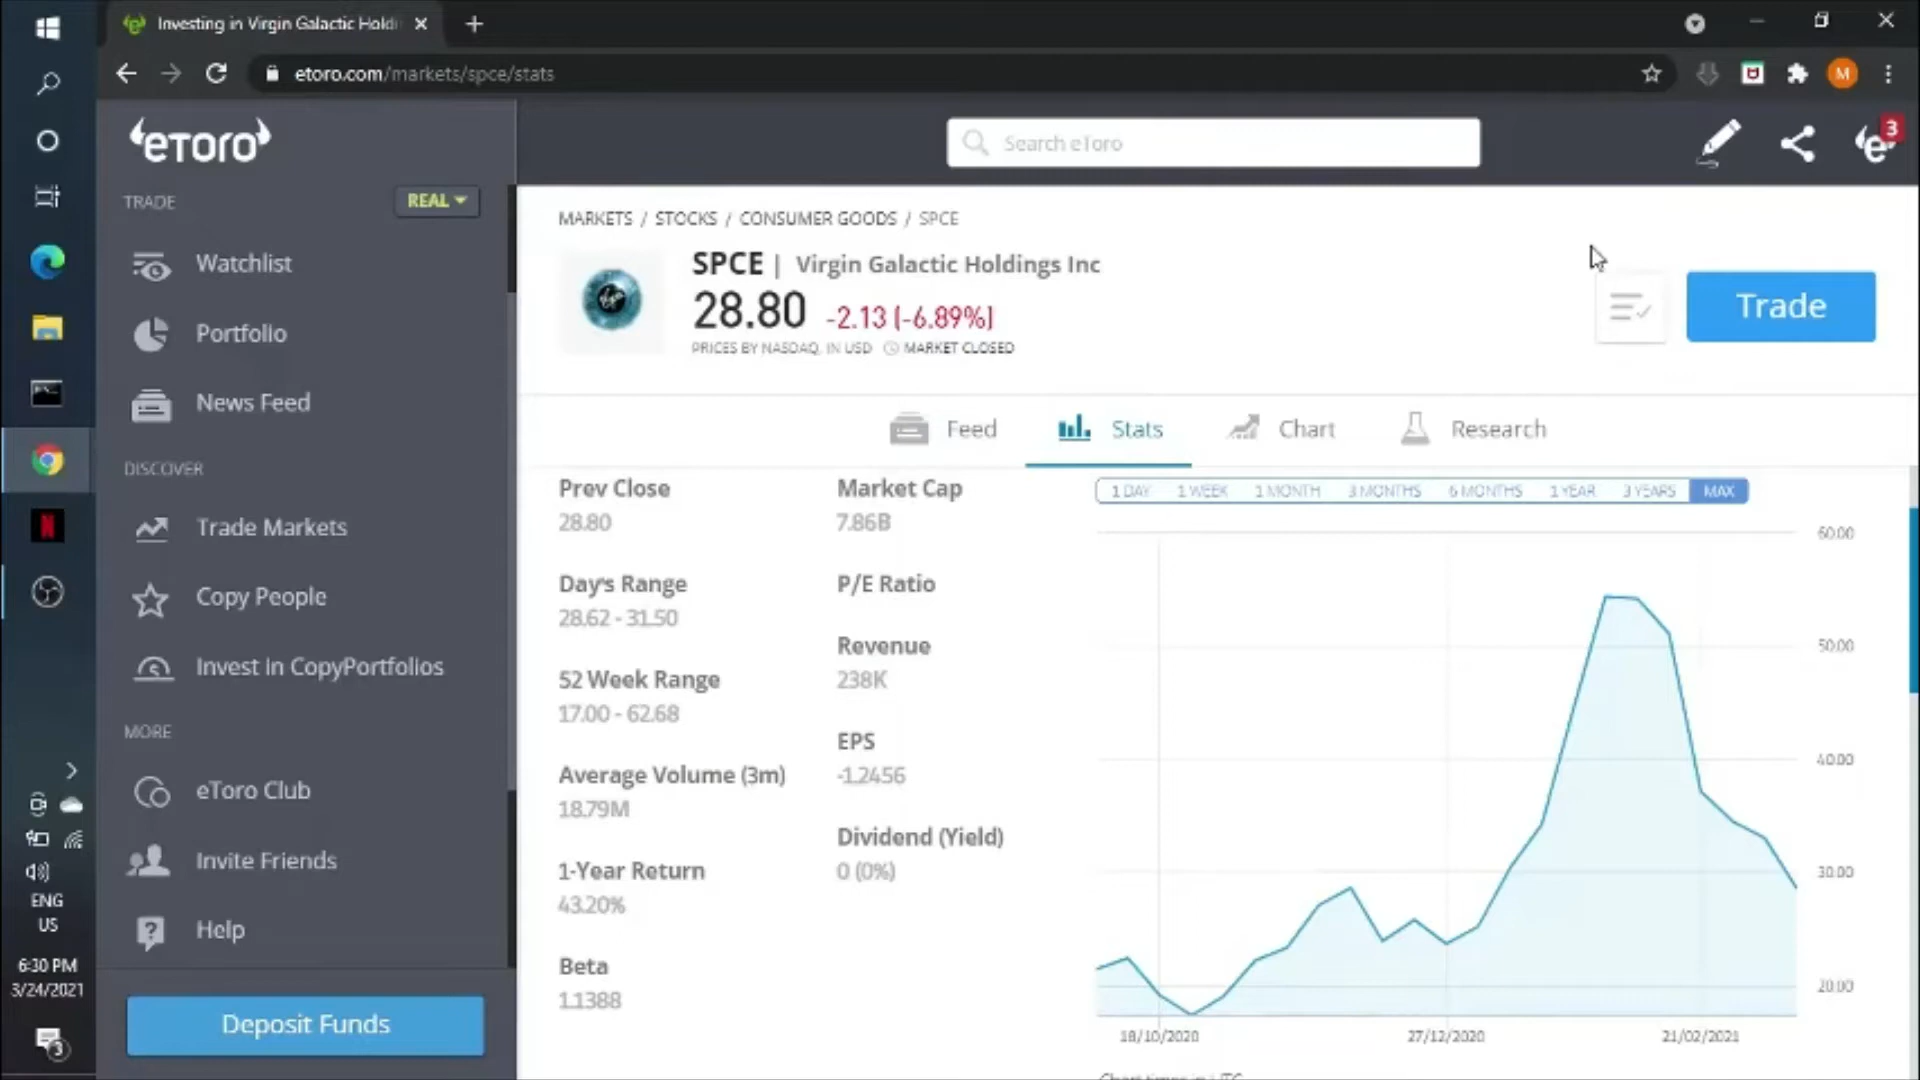 Investing in Virgin Galactic Holdi
etoro.com/markets/spce/stats
M
eToro
Search eToro
3
TRADE
REAL
Watchlist
Portfolio
News Feed
DISCOVER
Trade Markets
Copy People
Invest in CopyPortfolios
MORE
eToro Club
Invite Friends
Help
Deposit Funds
MARKETS / STOCKS / CONSUMER GOODS / SPCE
SPCE | Virgin Galactic Holdings Inc
28.80 -2.13 (-6.89%)
PRICES BY NASDAQ, IN USD MARKET CLOSED
Trade
Feed Stats Chart Research
Prev Close
28.80
Day's Range
28.62 - 31.50
52 Week Range
17.00 - 62.68
Average Volume (3m)
18.79M
1-Year Return
43.20%
Beta
1.1388
Market Cap
7.86B
P/E Ratio
Revenue
238K
EPS
-1.2456
Dividend (Yield)
0 (0%)
1 DAY 1 WEEK 1 MONTH 3 MONTHS 6 MONTHS 1 YEAR 3 YEARS MAX
60.00
50.00
40.00
30.00
20.00
18/10/2020 27/12/2020 21/02/2021
ENG
US
6:30 PM
3/24/2021
3